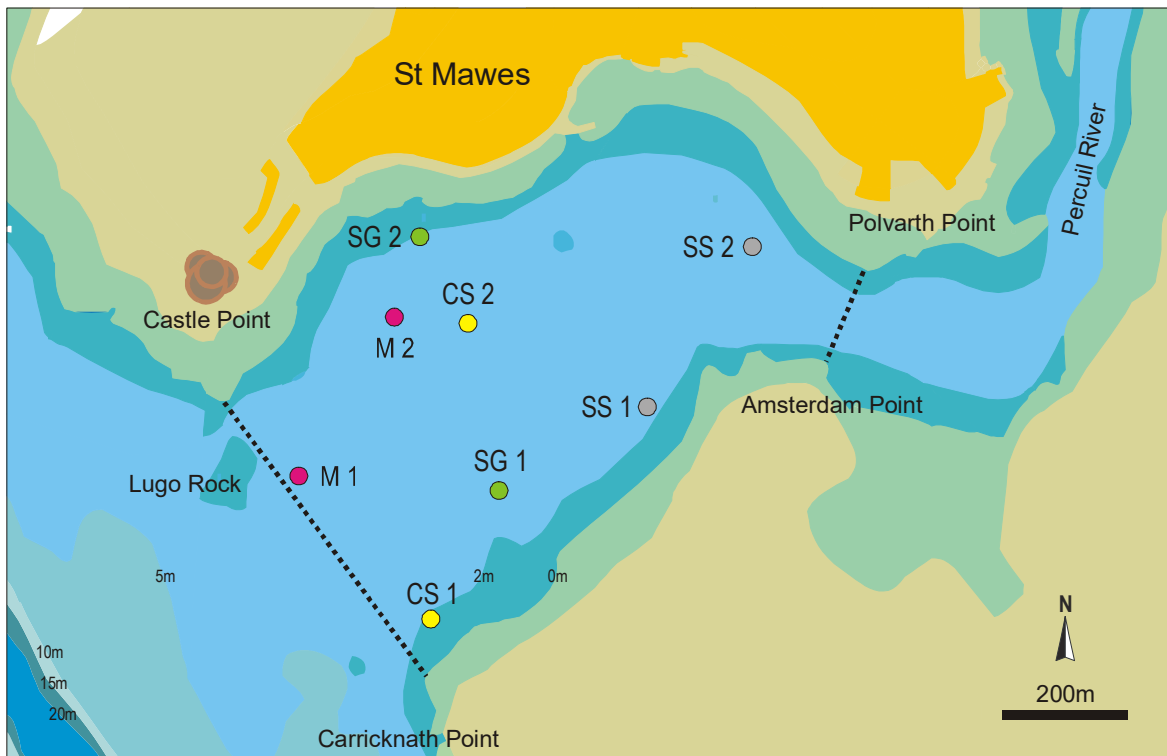 St Mawes
Percuil River
Polvarth Point
SG 2
SS 2
CS 2
Castle Point
M 2
SS 1
Amsterdam Point
SG 1
M 1
Lugo Rock
5m
2m
0m
CS 1
N
10m
15m
200m
20m
Carricknath Point